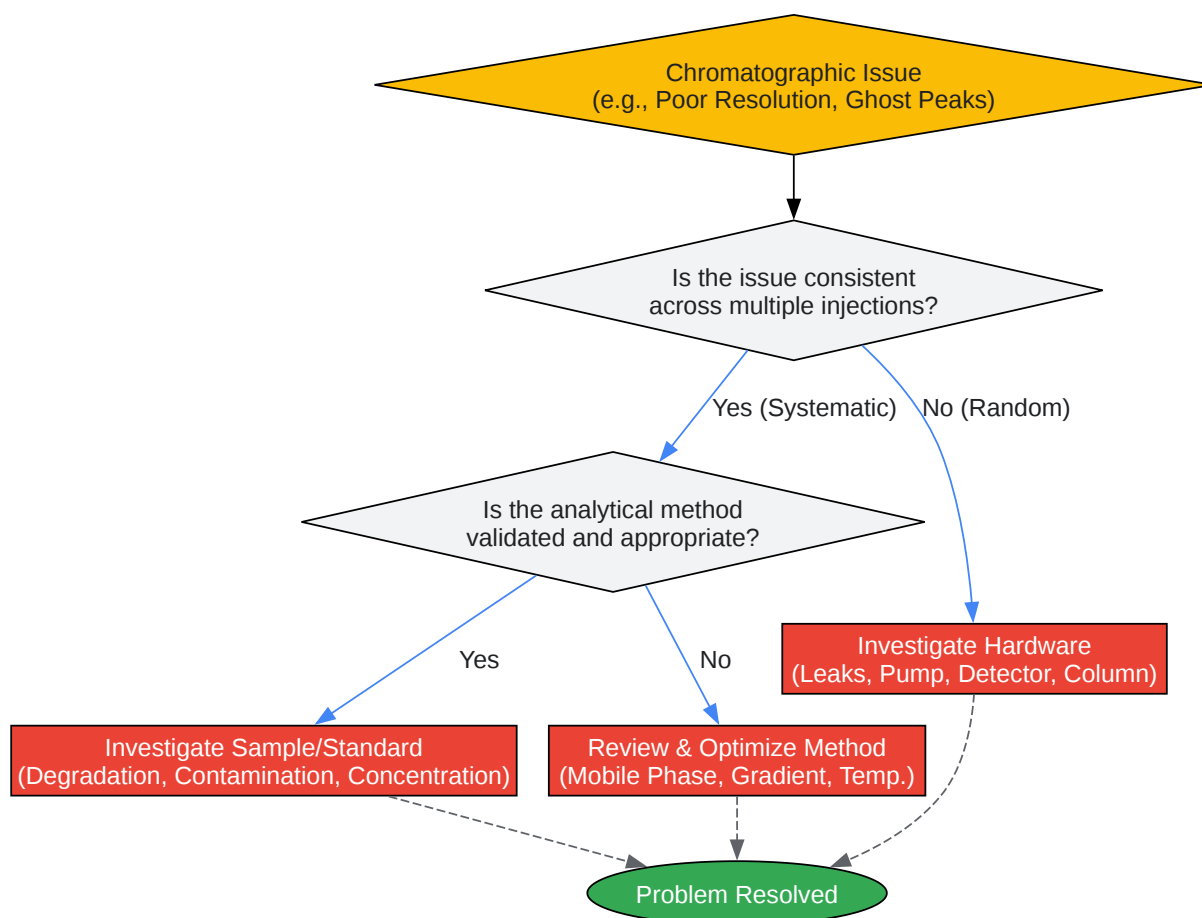 Chromatographic Issue
(e.g., Poor Resolution, Ghost Peaks)
Is the issue consistent
across multiple injections?
Yes (Systematic)
No (Random)
Is the analytical method
validated and appropriate?
Yes
No
Investigate Hardware
(Leaks, Pump, Detector, Column)
Investigate Sample/Standard
(Degradation, Contamination, Concentration)
Review & Optimize Method
(Mobile Phase, Gradient, Temp.)
Problem Resolved